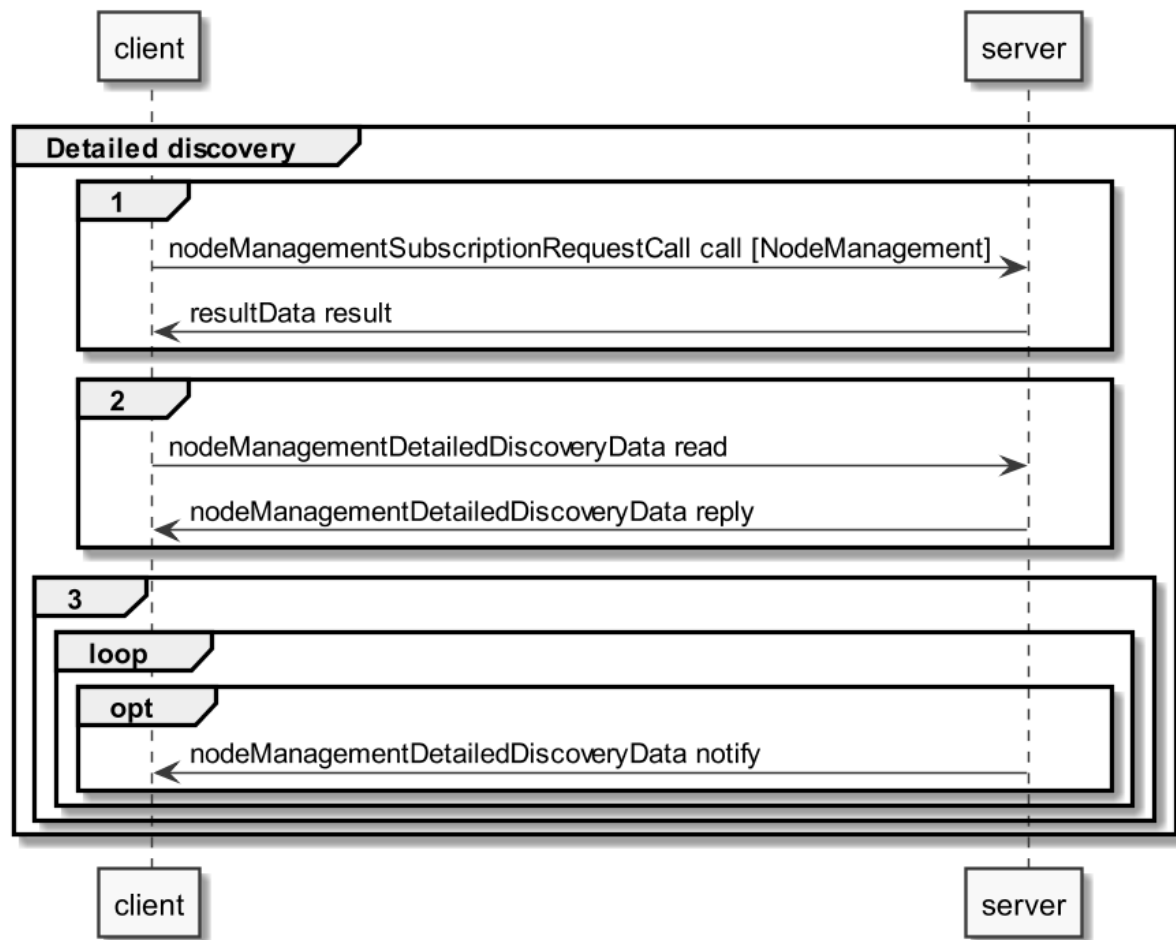 client server
Detailed discovery
1
nodeManagementSubscriptionRequestCall call [NodeManagement]
resultData result
2
nodeManagementDetailedDiscoveryData read
nodeManagementDetailedDiscoveryData reply
3
loop
opt
nodeManagementDetailedDiscoveryData notify
client server